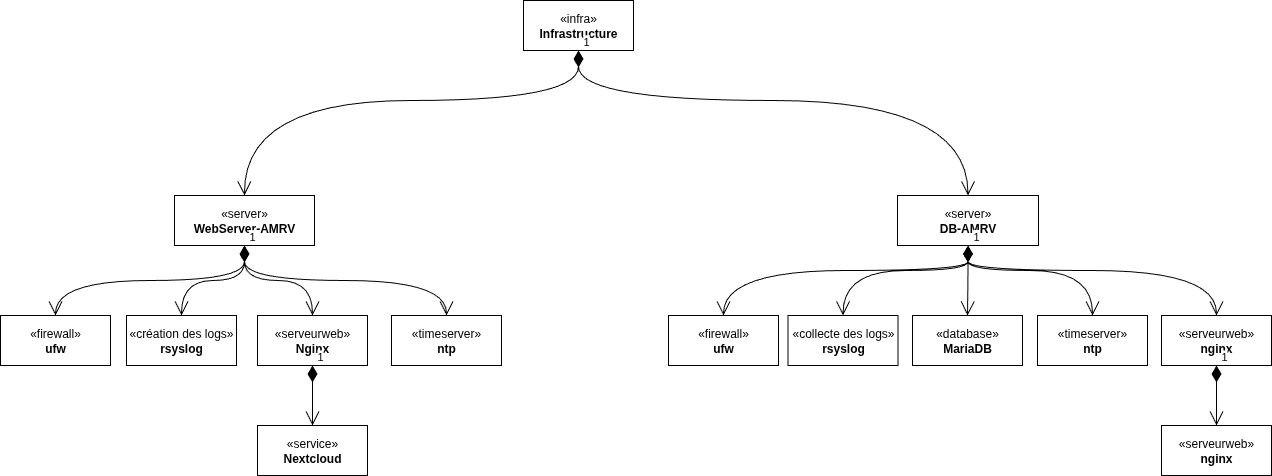 «infra»
Infrastructure
1
«server»
WebServer-AMRV
1
«server»
DB-AMRV
1
«firewall»
ufw
«création des logs»
rsyslog
«serveurweb»
Nginx
1
«timeserver»
ntp
«firewall»
ufw
«collecte des logs»
rsyslog
«database»
MariaDB
«timeserver»
ntp
«serveurweb»
nginx
1
«service»
Nextcloud
«serveurweb»
nginx